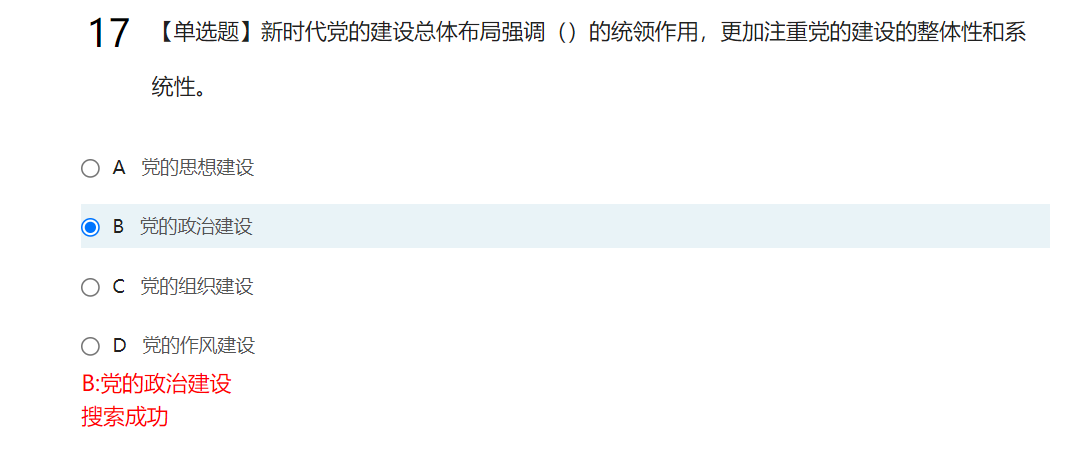 17 【单选题】新时代党的建设总体布局强调（）的统领作用，更加注重党的建设的整体性和系
统性。
A 党的思想建设
B 党的政治建设
C 党的组织建设
D 党的作风建设
B:党的政治建设
搜索成功